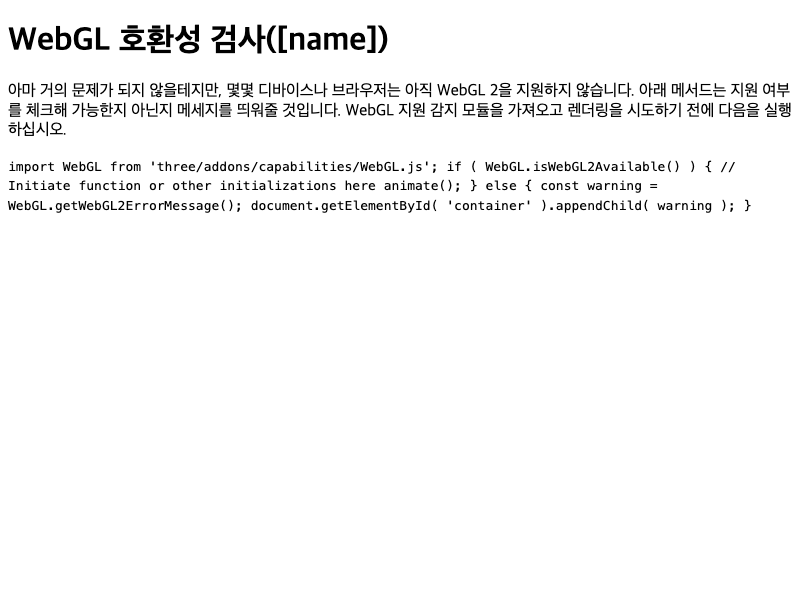 WebGL 호환성 검사([name])
아마 거의 문제가 되지 않을테지만, 몇몇 디바이스나 브라우저는 아직 WebGL 2을 지원하지 않습니다. 아래 메서드는 지원 여부
를 체크해 가능한지 아닌지 메세지를 띄워줄 것입니다. WebGL 지원 감지 모듈을 가져오고 렌더링을 시도하기 전에 다음을 실행
하십시오.
import WebGL from 'three/addons/capabilities/WebGL.js'; if ( WebGL.isWebGL2Available() ) { //
Initiate function or other initializations here animate(); } else { const warning =
WebGL.getWebGL2ErrorMessage(); document.getElementById( 'container' ).appendChild( warning ); }